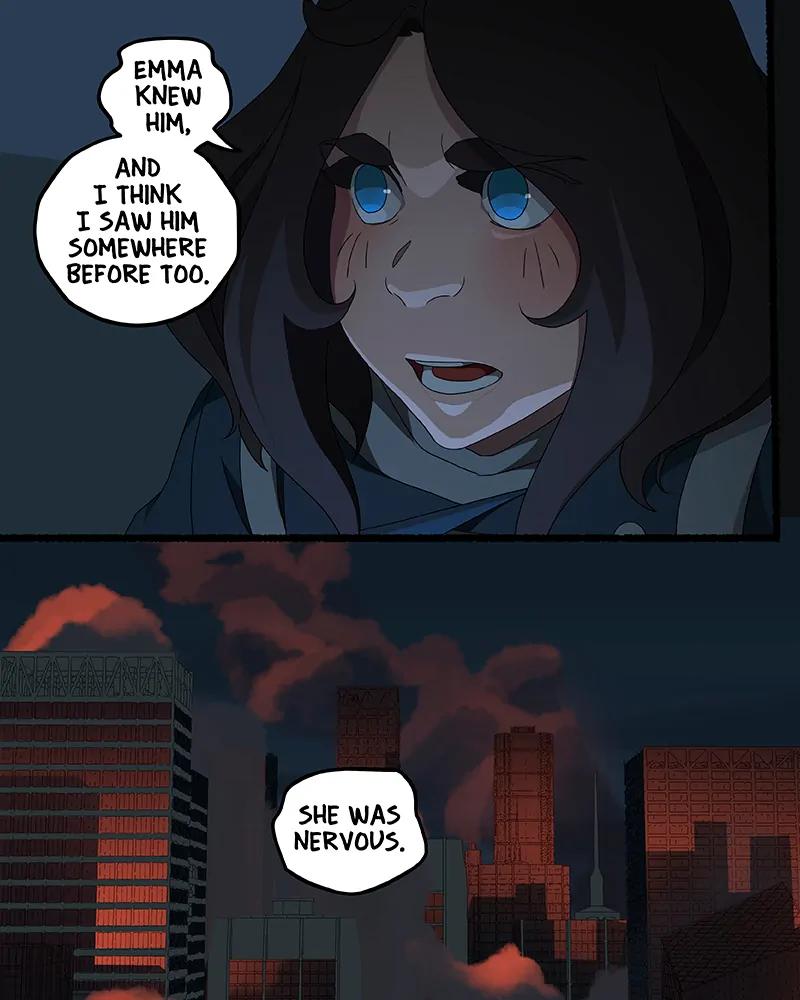 EMMA
KNEW
HIM,
AND
I THINK
I SAW HIM
SOMEWHERE
BEFORE TOO.
SHE WAS
NERVOUS.